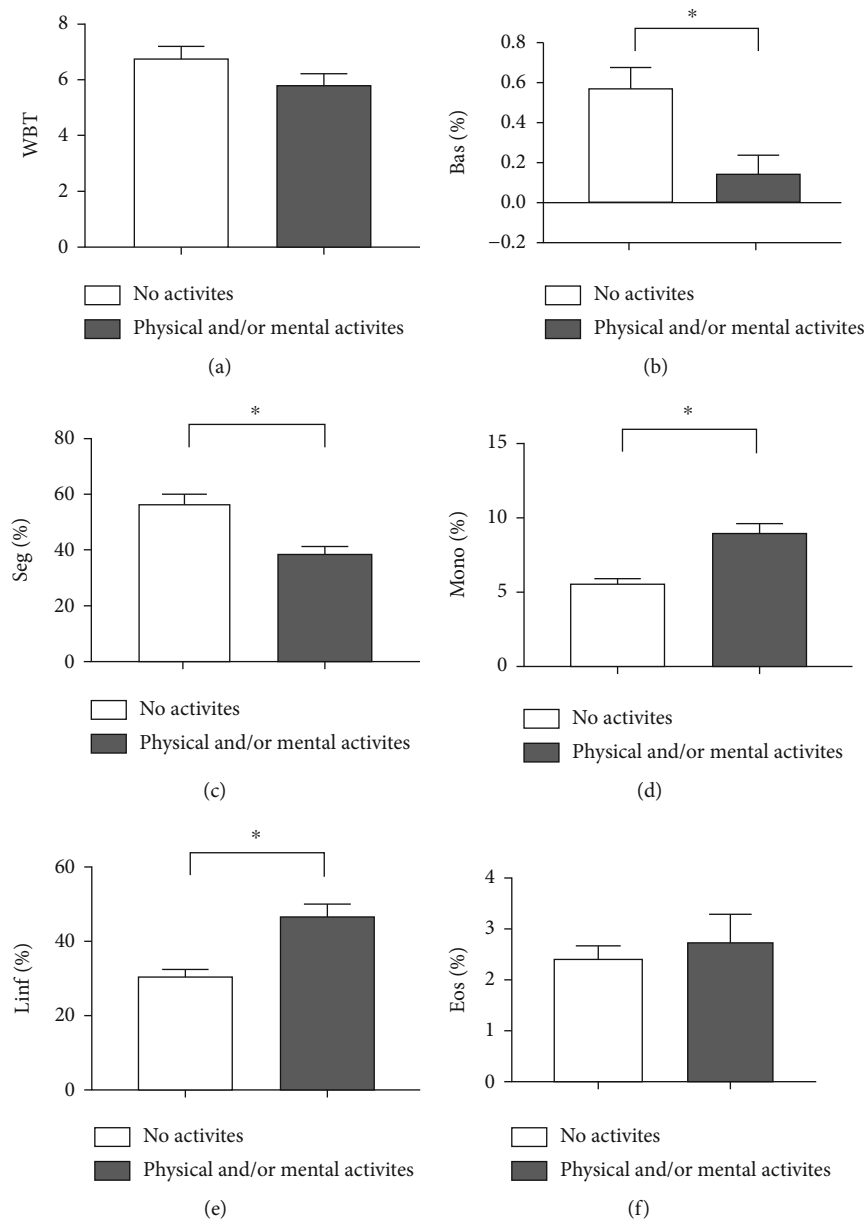 8
6
4
2
0
WBT
No activites
Physical and/or mental activites
(a)
*
0.8
0.6
0.4
0.2
0.0
−0.2
Bas (%)
No activites
Physical and/or mental activites
(b)
*
80
60
40
20
0
Seg (%)
No activites
Physical and/or mental activites
(c)
*
15
10
5
0
Mono (%)
No activites
Physical and/or mental activites
(d)
*
60
40
20
0
Linf (%)
No activites
Physical and/or mental activites
(e)
4
3
2
1
0
Eos (%)
No activites
Physical and/or mental activites
(f)